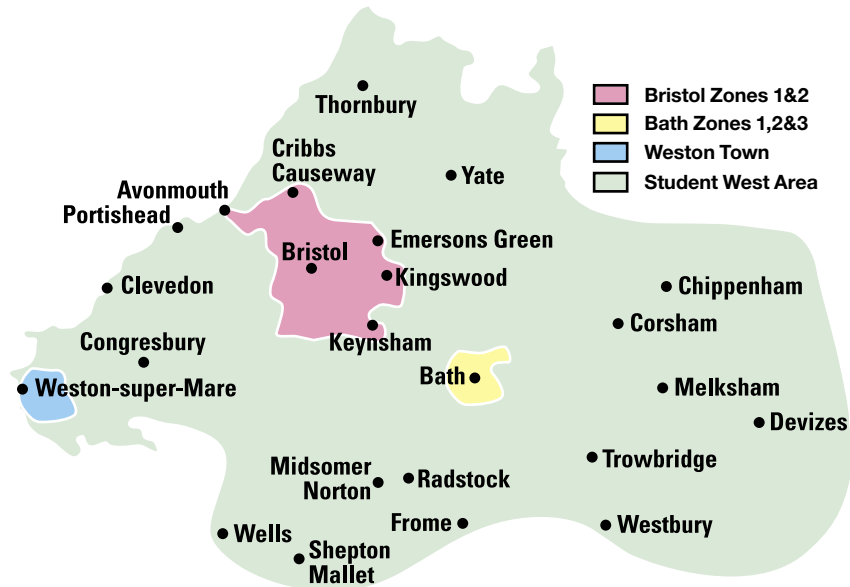 Thornbury
Bristol Zones 1&2
Bath Zones 1,2&3
Weston Town
Student West Area
Cribbs
Causeway
Yate
Avonmouth
Portishead
Emersons Green
Bristol
Kingswood
Clevedon
Chippenham
Corsham
Keynsham
Congresbury
Bath
Weston-super-Mare
Melksham
Devizes
Trowbridge
Midsomer
Norton
Radstock
Frome
Westbury
Wells
Shepton
Mallet